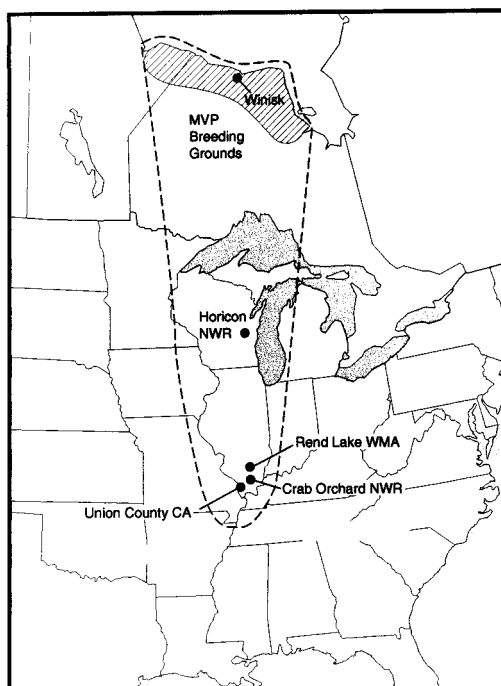 Winisk
MVP
Breeding
Grounds
Horicon
NWR
Rend Lake WMA
Crab Orchard NWR
Union County CA